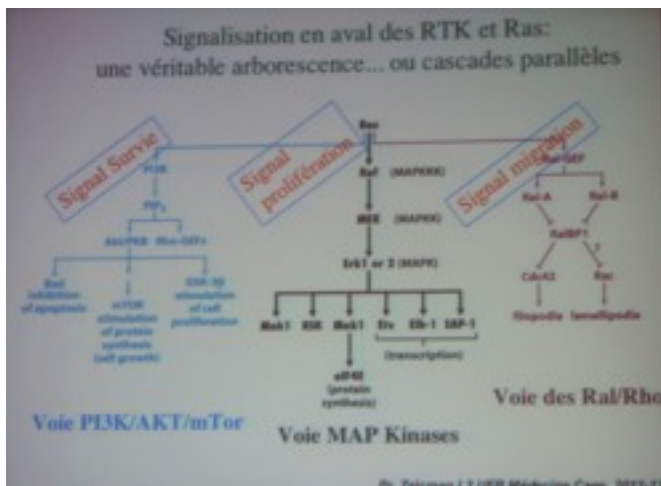 Signalisation en aval des RTK et Ras:
une véritable arborescence... ou cascades parallèles
Signal Survie
Signal
prolifération
Signal migration
Ras
PI3K
PIP3
Akt/PKB Rho-GEFs
Bad
inhibition
of apoptosis
mTOR
stimulation
of protein
synthesis
(cell growth)
GSK-3β
stimulation
of cell
proliferation
Raf (MAPKKK)
MEK (MAPKK)
Erk1 or 2 (MAPK)
Mnk1 RSK Msk1 Ets Elk-1 SAP-1
(transcription)
eIF4E
(protein
synthesis)
Ral-GEF
Ral-A Ral-B
RalBP1
?
Cdc42 Rac
filopodia lamellipodia
Voie PI3K/AKT/mTor
Voie MAP Kinases
Voie des Ral/Rho